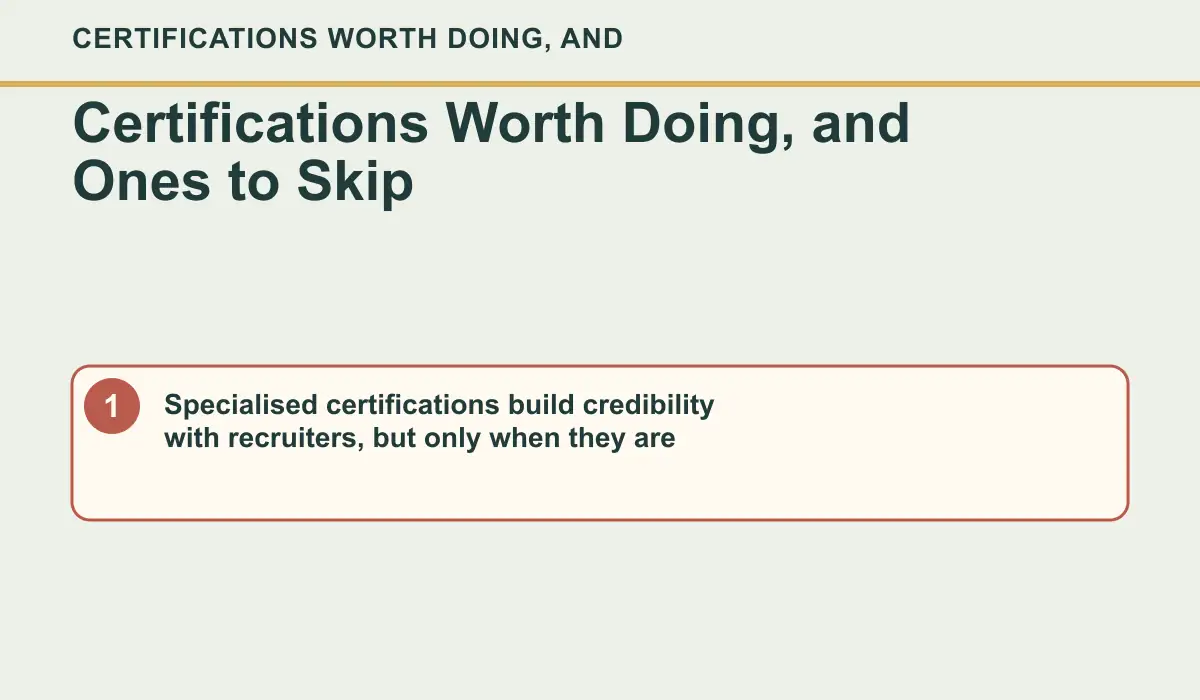 CERTIFICATIONS WORTH DOING, AND
Certifications Worth Doing, and
Ones to Skip
1
Specialised certifications build credibility
with recruiters, but only when they are